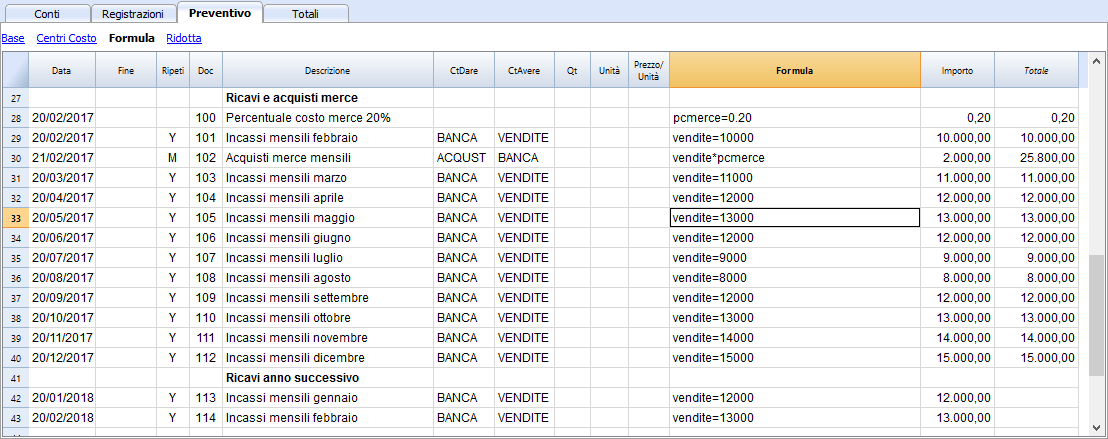 Conti Registrazioni Preventivo Totali
Base Centri Costo Formula Ridotta
Data Fine Ripeti Doc Descrizione CtDare CtAvere Qt Unità Prezzo/ Unità Formula Importo Totale
27 Ricavi e acquisti merce
28 20/02/2017 100 Percentuale costo merce 20% pcmerce=0.20 0,20 0,20
29 20/02/2017 Y 101 Incassi mensili febbraio BANCA VENDITE vendite=10000 10.000,00 10.000,00
30 21/02/2017 M 102 Acquisti merce mensili ACQUST BANCA vendite*pcmerce 2.000,00 25.800,00
31 20/03/2017 Y 103 Incassi mensili marzo BANCA VENDITE vendite=11000 11.000,00 11.000,00
32 20/04/2017 Y 104 Incassi mensili aprile BANCA VENDITE vendite=12000 12.000,00 12.000,00
33 20/05/2017 Y 105 Incassi mensili maggio BANCA VENDITE vendite=13000 13.000,00 13.000,00
34 20/06/2017 Y 106 Incassi mensili giugno BANCA VENDITE vendite=12000 12.000,00 12.000,00
35 20/07/2017 Y 107 Incassi mensili luglio BANCA VENDITE vendite=9000 9.000,00 9.000,00
36 20/08/2017 Y 108 Incassi mensili agosto BANCA VENDITE vendite=8000 8.000,00 8.000,00
37 20/09/2017 Y 109 Incassi mensili settembre BANCA VENDITE vendite=12000 12.000,00 12.000,00
38 20/10/2017 Y 110 Incassi mensili ottobre BANCA VENDITE vendite=13000 13.000,00 13.000,00
39 20/11/2017 Y 111 Incassi mensili novembre BANCA VENDITE vendite=14000 14.000,00 14.000,00
40 20/12/2017 Y 112 Incassi mensili dicembre BANCA VENDITE vendite=15000 15.000,00 15.000,00
41 Ricavi anno successivo
42 20/01/2018 Y 113 Incassi mensili gennaio BANCA VENDITE vendite=12000 12.000,00
43 20/02/2018 Y 114 Incassi mensili febbraio BANCA VENDITE vendite=13000 13.000,00